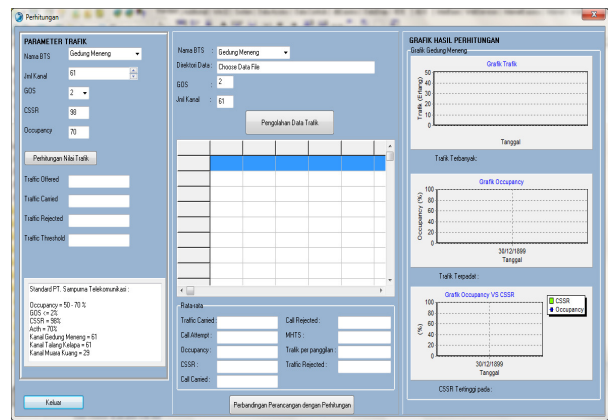 Perhitungan
PARAMETER TRAFIK
Nama BTS Gedung Meneng
Jml Kanal 61
GOS 2
CSSR 98
Occupancy 70
Perhitungan Nilai Trafik
Traffic Offered
Traffic Carried
Traffic Rejected
Traffic Threshold
Standard PT. Sampurna Telekomunikasi :
Occupancy = 50 - 70 %
GOS <= 2%
CSSR = 98%
Acih = 70%
Kanal Gedung Meneng = 61
Kanal Talang Kelapa = 61
Kanal Muara Kuang = 29
Keluar
Nama BTS : Gedung Meneng
Direktori Data : Choose Data File
GOS : 2
Jml Kanal : 61
Pengolahan Data Trafik
Rata-rata
Traffic Carried :
Call Attempt :
Occupancy :
CSSR :
Call Carried :
Call Rejected :
MHTS :
Trafik per panggilan :
Traffic Rejected :
Perbandingan Perancangan dengan Perhitungan
GRAFIK HASIL PERHITUNGAN
Grafik Gedung Meneng
Grafik Trafik
Trafik (Erlang)
50
40
30
20
10
0
Tanggal
Trafik Terbanyak:
Grafik Occupancy
Occupancy (%)
100
80
60
40
20
0
30/12/1899
Tanggal
Trafik Terpadat :
Grafik Occupancy VS CSSR
(%)
100
80
60
40
20
0
CSSR
Occupancy
30/12/1899
Tanggal
CSSR Tertinggi pada :